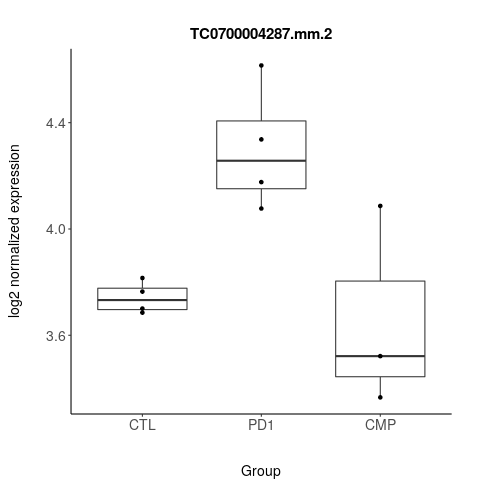 TC0700004287.mm.2
log2 normalized expression
4.4
4.0
3.6
CTL
PD1
CMP
Group